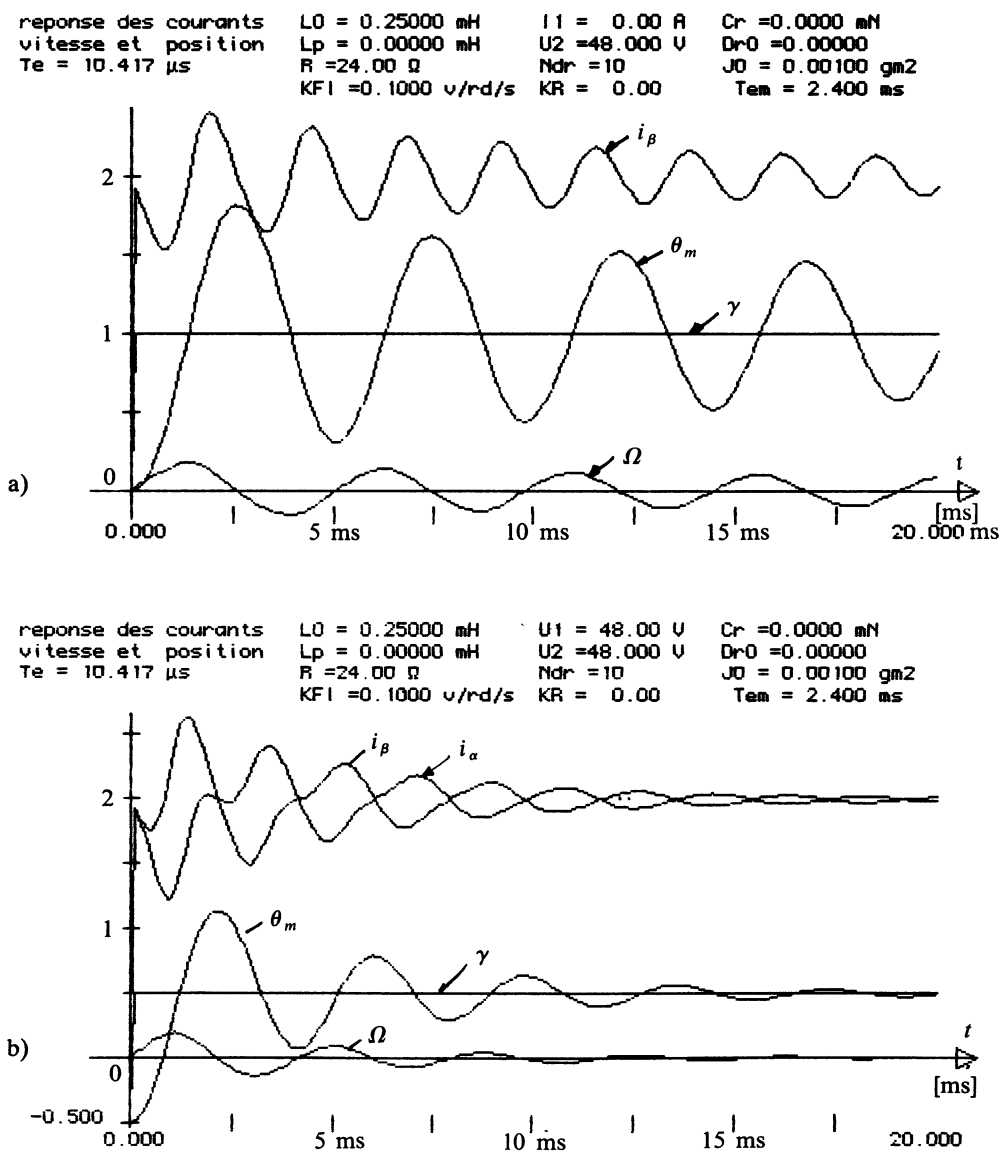 reponse des courants L0 = 0.25000 mH I1 = 0.00 A Cr =0.0000 mN
vitesse et position Lp = 0.00000 mH U2 =48.000 V Dr0 =0.00000
Te = 10.417 µs R =24.00 Ω Ndr =10 J0 = 0.00100 gm2
KFI =0.1000 v/rd/s KR = 0.00 Tem = 2.400 ms
iβ
2
θm
γ
1
Ω
t
a) 0
[ms]
0.000 5 ms 10 ms 15 ms 20.000 ms
reponse des courants L0 = 0.25000 mH U1 = 48.00 V Cr =0.0000 mN
vitesse et position Lp = 0.00000 mH U2 =48.000 V Dr0 =0.00000
Te = 10.417 µs R =24.00 Ω Ndr =10 J0 = 0.00100 gm2
KFI =0.1000 v/rd/s KR = 0.00 Tem = 2.400 ms
iβ iα
2
1
θm
γ
Ω
t
b)
0
[ms]
-0.500
0.000 5 ms 10 ms 15 ms 20.000